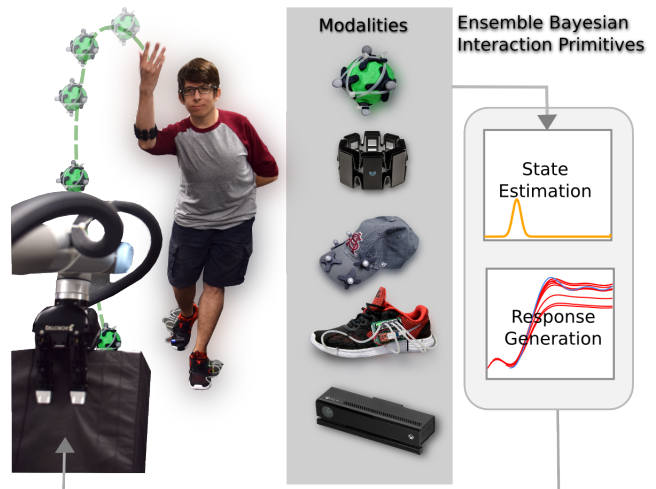 Modalities
Ensemble Bayesian
Interaction Primitives
State
Estimation
Response
Generation